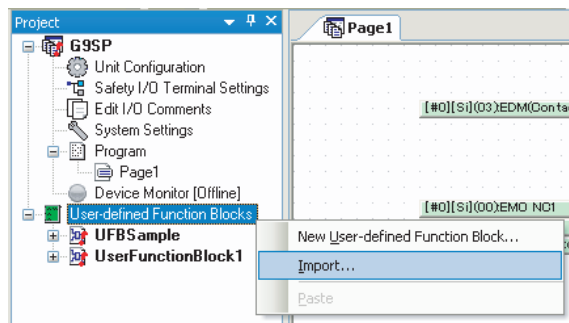 Project
Page1
G9SP
Unit Configuration
Safety I/O Terminal Settings
Edit I/O Comments
[#0][Si](03):EDM(Conta
System Settings
Program
Page1
Device Monitor [Offline]
[#0][Si](00):EMO NC1
User-defined Function Blocks
UFBSample
New User-defined Function Block...
UserFunctionBlock1
Import...
Paste